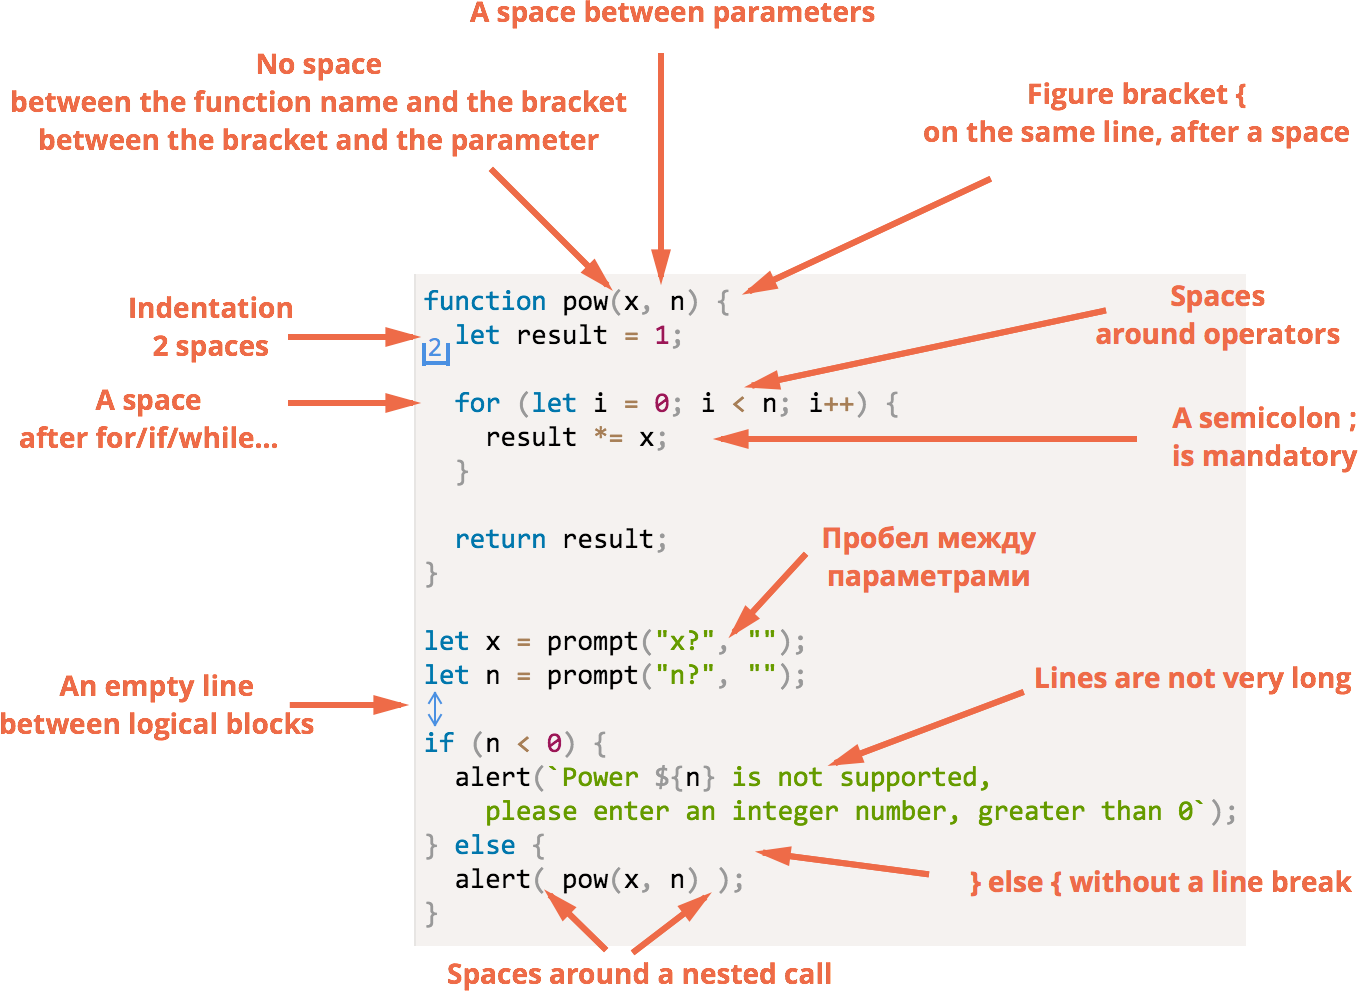 A space between parameters
No space
between the function name and the bracket
between the bracket and the parameter
Figure bracket {
on the same line, after a space
Indentation
2 spaces
A space
after for/if/while...
An empty line
between logical blocks
function pow(x, n) {
  let result = 1;
2
  for (let i = 0; i < n; i++) {
    result *= x;
  }
  return result;
}
let x = prompt("x?", "");
let n = prompt("n?", "");
if (n < 0) {
  alert(`Power ${n} is not supported,
    please enter an integer number, greater than 0`);
} else {
  alert( pow(x, n) );
}
Spaces
around operators
A semicolon ;
is mandatory
Пробел между
параметрами
Lines are not very long
} else { without a line break
Spaces around a nested call